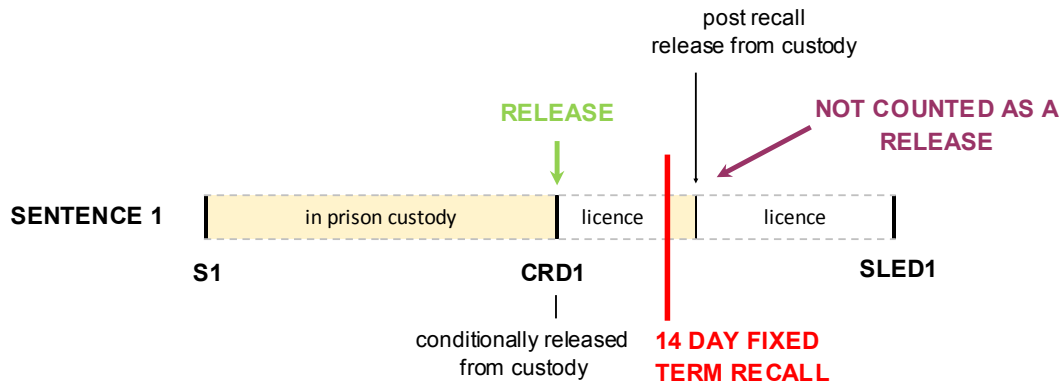 post recall
release from custody
RELEASE
NOT COUNTED AS A
RELEASE
SENTENCE 1
in prison custody
licence
licence
S1
CRD1
SLED1
conditionally released
from custody
14 DAY FIXED
TERM RECALL